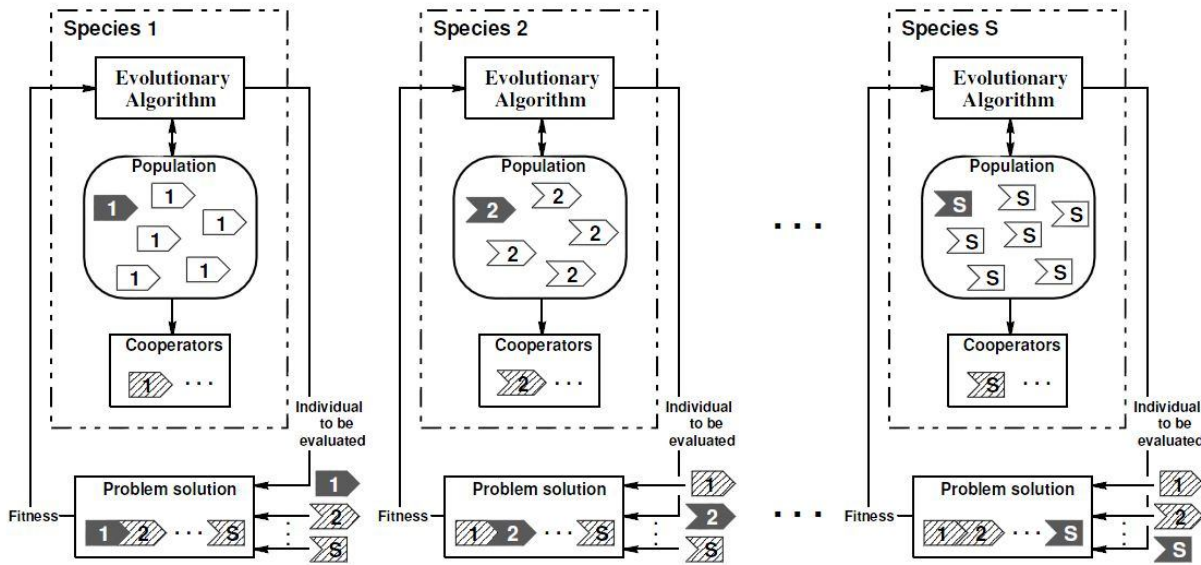 Species 1
Evolutionary
Algorithm
Population
1
1
1
1
1
1
Cooperators
1 ...
Individual
to be
evaluated
Problem solution
1 2 ... S
Fitness
1
2
S
Species 2
Evolutionary
Algorithm
Population
2
2
2
2
2
Cooperators
2 ...
Individual
to be
evaluated
Problem solution
1 2 ... S
Fitness
1
2
S
...
...
Species S
Evolutionary
Algorithm
Population
S
S
S
S
S
S
S
Cooperators
S ...
Individual
to be
evaluated
Problem solution
1 2 ... S
Fitness
1
2
S